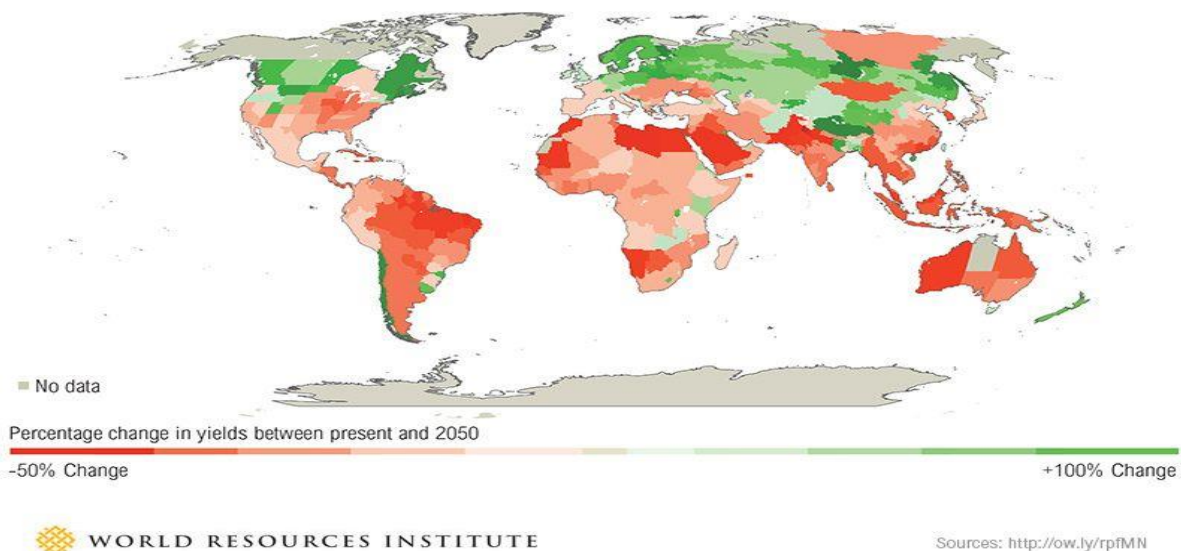 No data
Percentage change in yields between present and 2050
-50% Change +100% Change
WORLD RESOURCES INSTITUTE
Sources: http://ow.ly/rpfMN